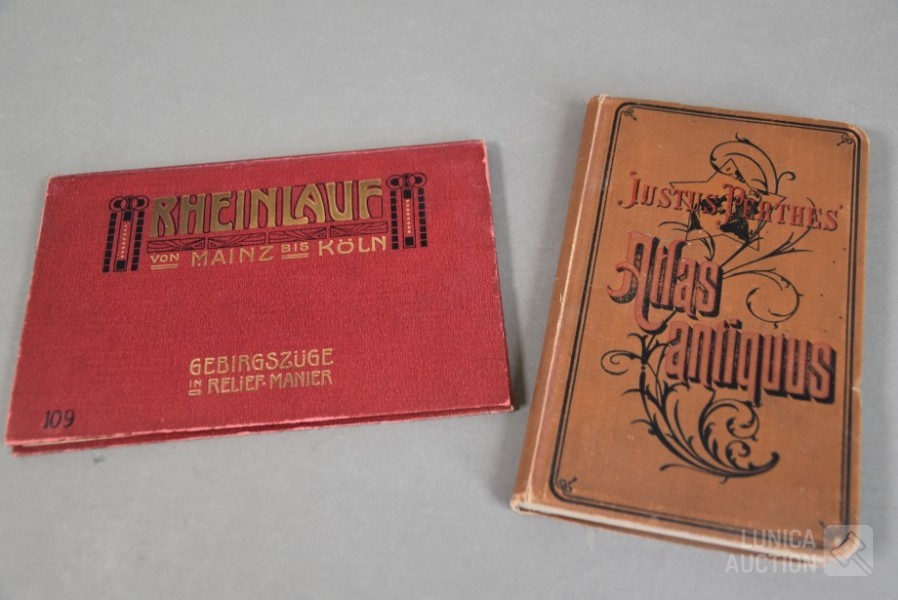 RHEINLAUF
VON MAINZ BIS KÖLN
GEBIRGSZÜGE
IN RELIEF-MANIER
109
JUSTUS PERTHES'
Atlas
antiquus
LUNICA
AUCTION